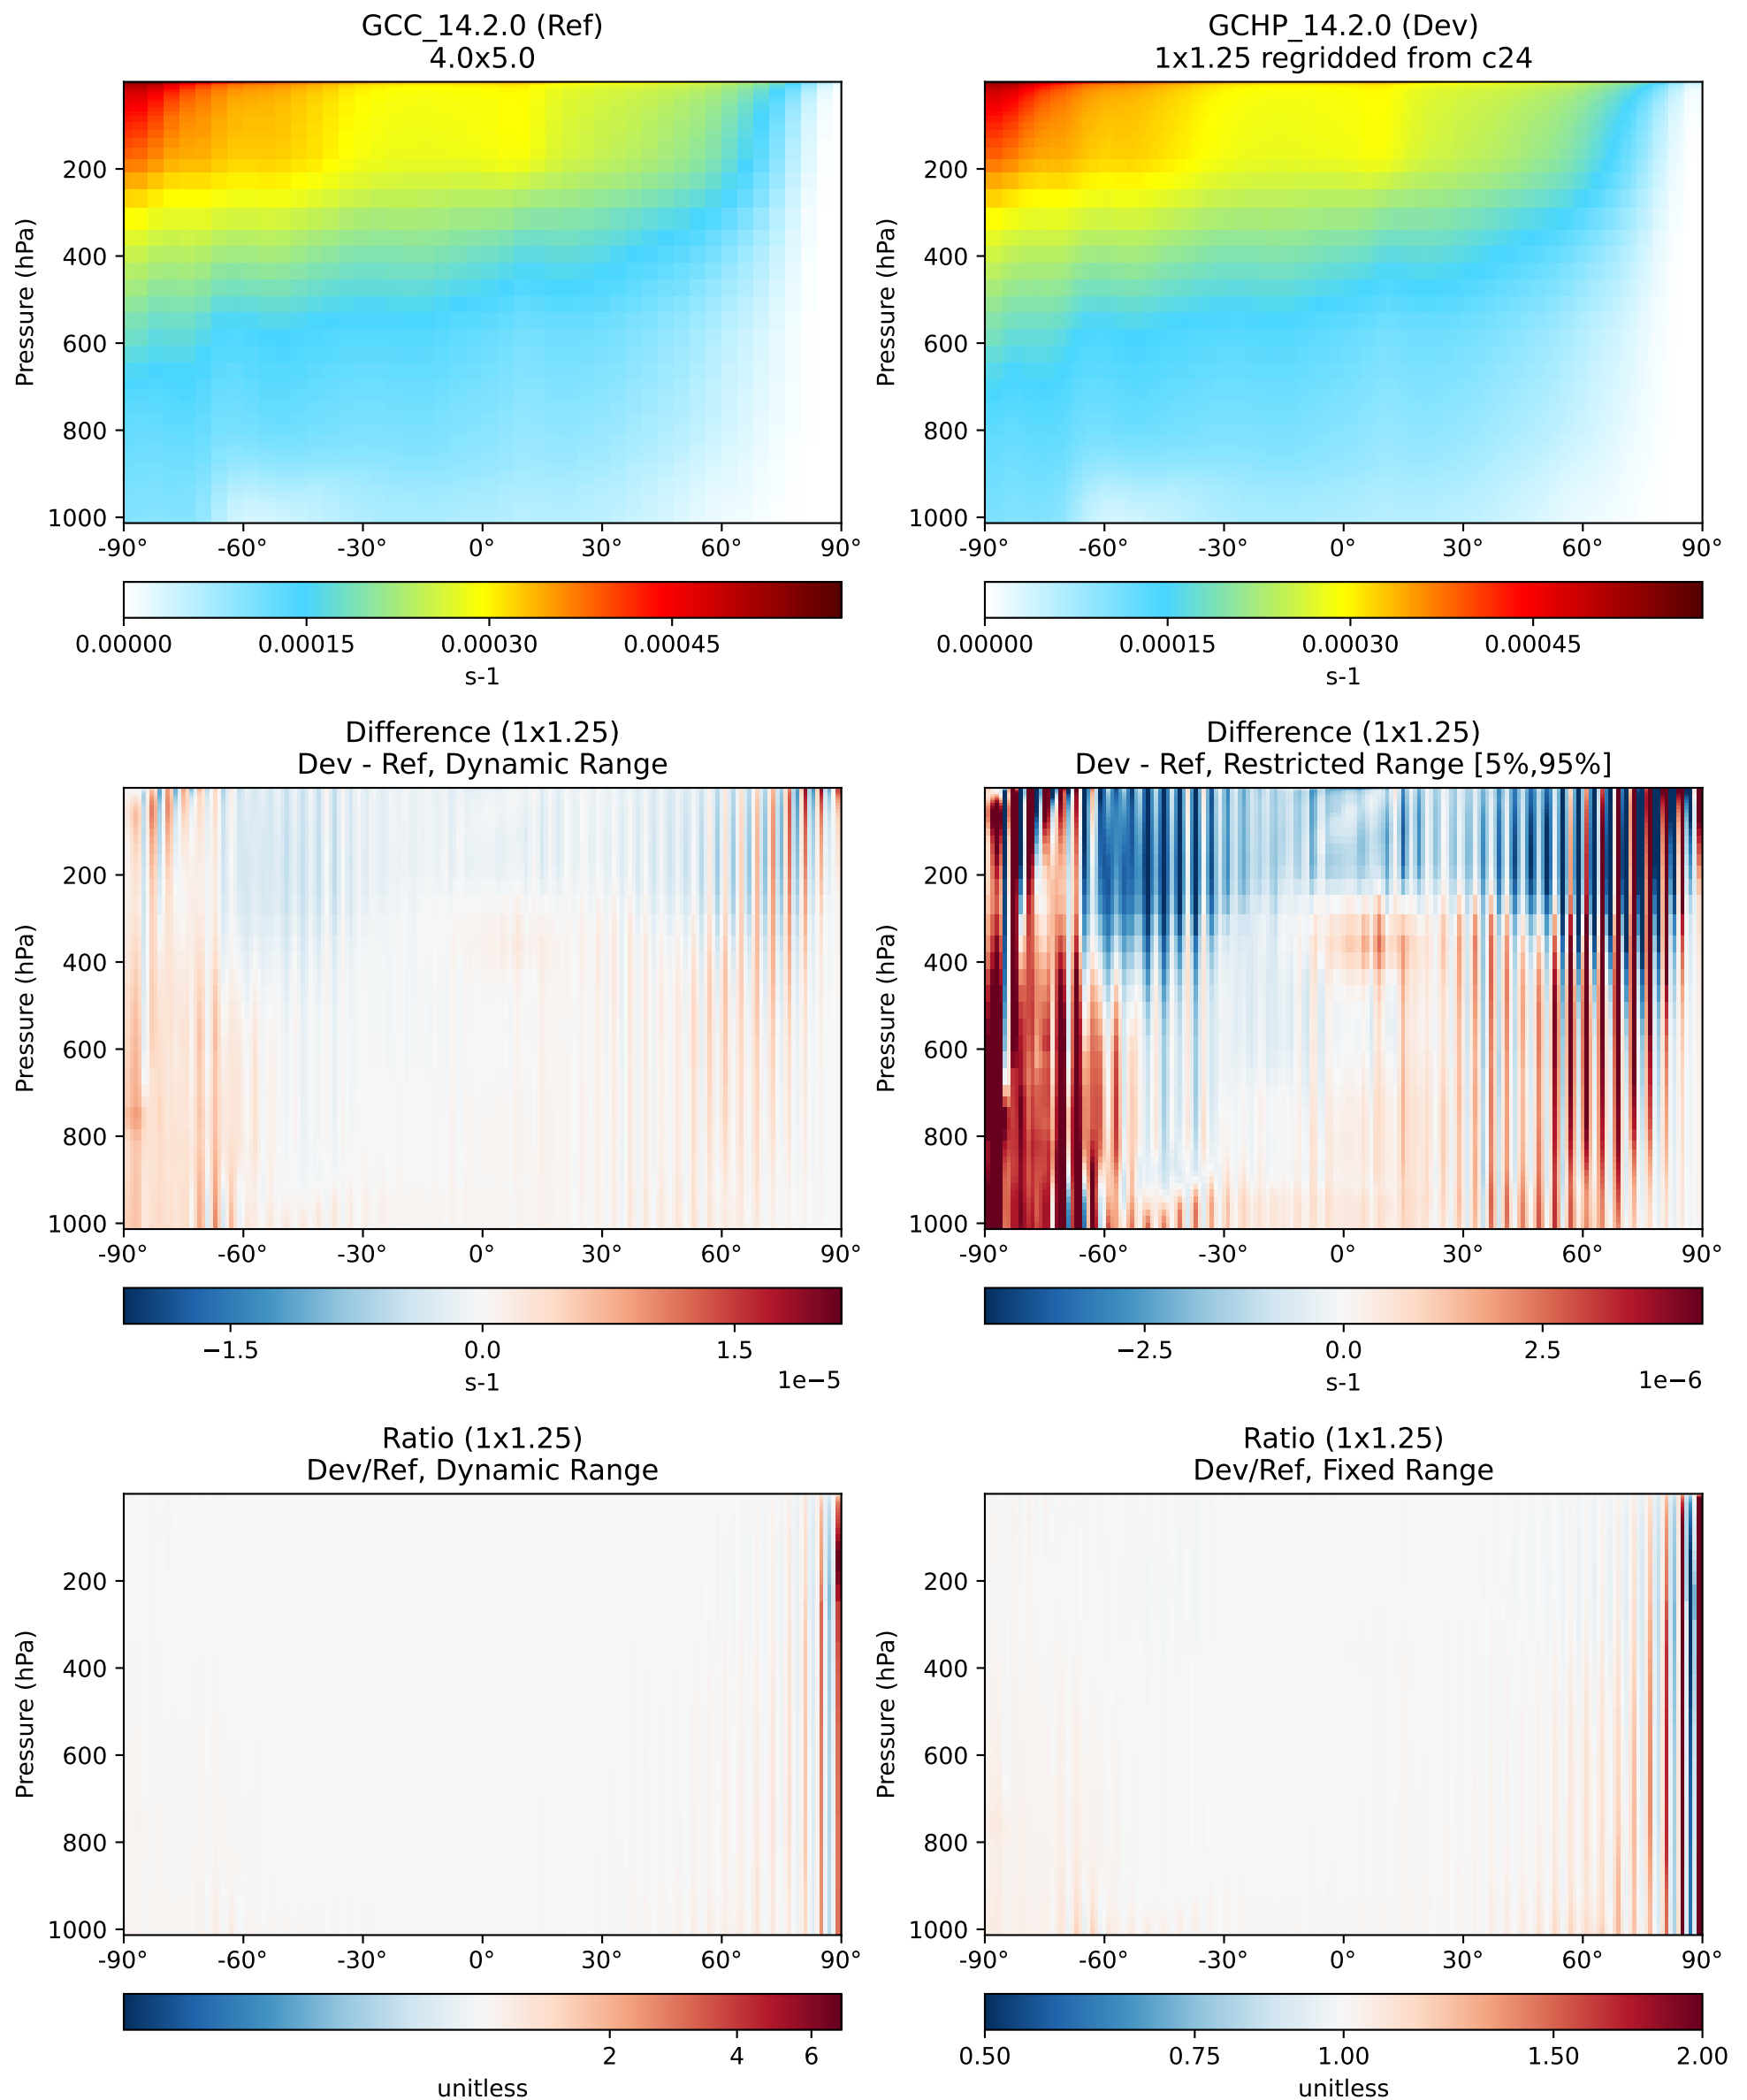 GCC_14.2.0 (Ref)
4.0x5.0
Pressure (hPa)
200
400
600
800
1000
-90° -60° -30° 0° 30° 60° 90°
0.00000 0.00015 0.00030 0.00045
s-1
GCHP_14.2.0 (Dev)
1x1.25 regridded from c24
Pressure (hPa)
200
400
600
800
1000
-90° -60° -30° 0° 30° 60° 90°
0.00000 0.00015 0.00030 0.00045
s-1
Difference (1x1.25)
Dev - Ref, Dynamic Range
Pressure (hPa)
200
400
600
800
1000
-90° -60° -30° 0° 30° 60° 90°
−1.5 0.0 1.5
s-1 1e−5
Difference (1x1.25)
Dev - Ref, Restricted Range [5%,95%]
Pressure (hPa)
200
400
600
800
1000
-90° -60° -30° 0° 30° 60° 90°
−2.5 0.0 2.5
s-1 1e−6
Ratio (1x1.25)
Dev/Ref, Dynamic Range
Pressure (hPa)
200
400
600
800
1000
-90° -60° -30° 0° 30° 60° 90°
2 4 6
unitless
Ratio (1x1.25)
Dev/Ref, Fixed Range
Pressure (hPa)
200
400
600
800
1000
-90° -60° -30° 0° 30° 60° 90°
0.50 0.75 1.00 1.50 2.00
unitless